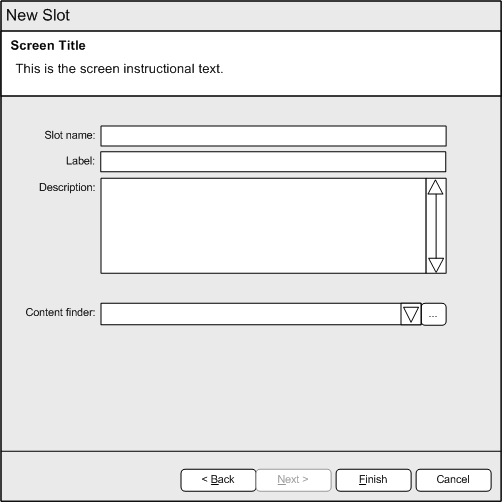 New Slot
Screen Title
This is the screen instructional text.
Slot name:
Label:
Description:
Content finder:
...
< Back
Next >
Finish
Cancel